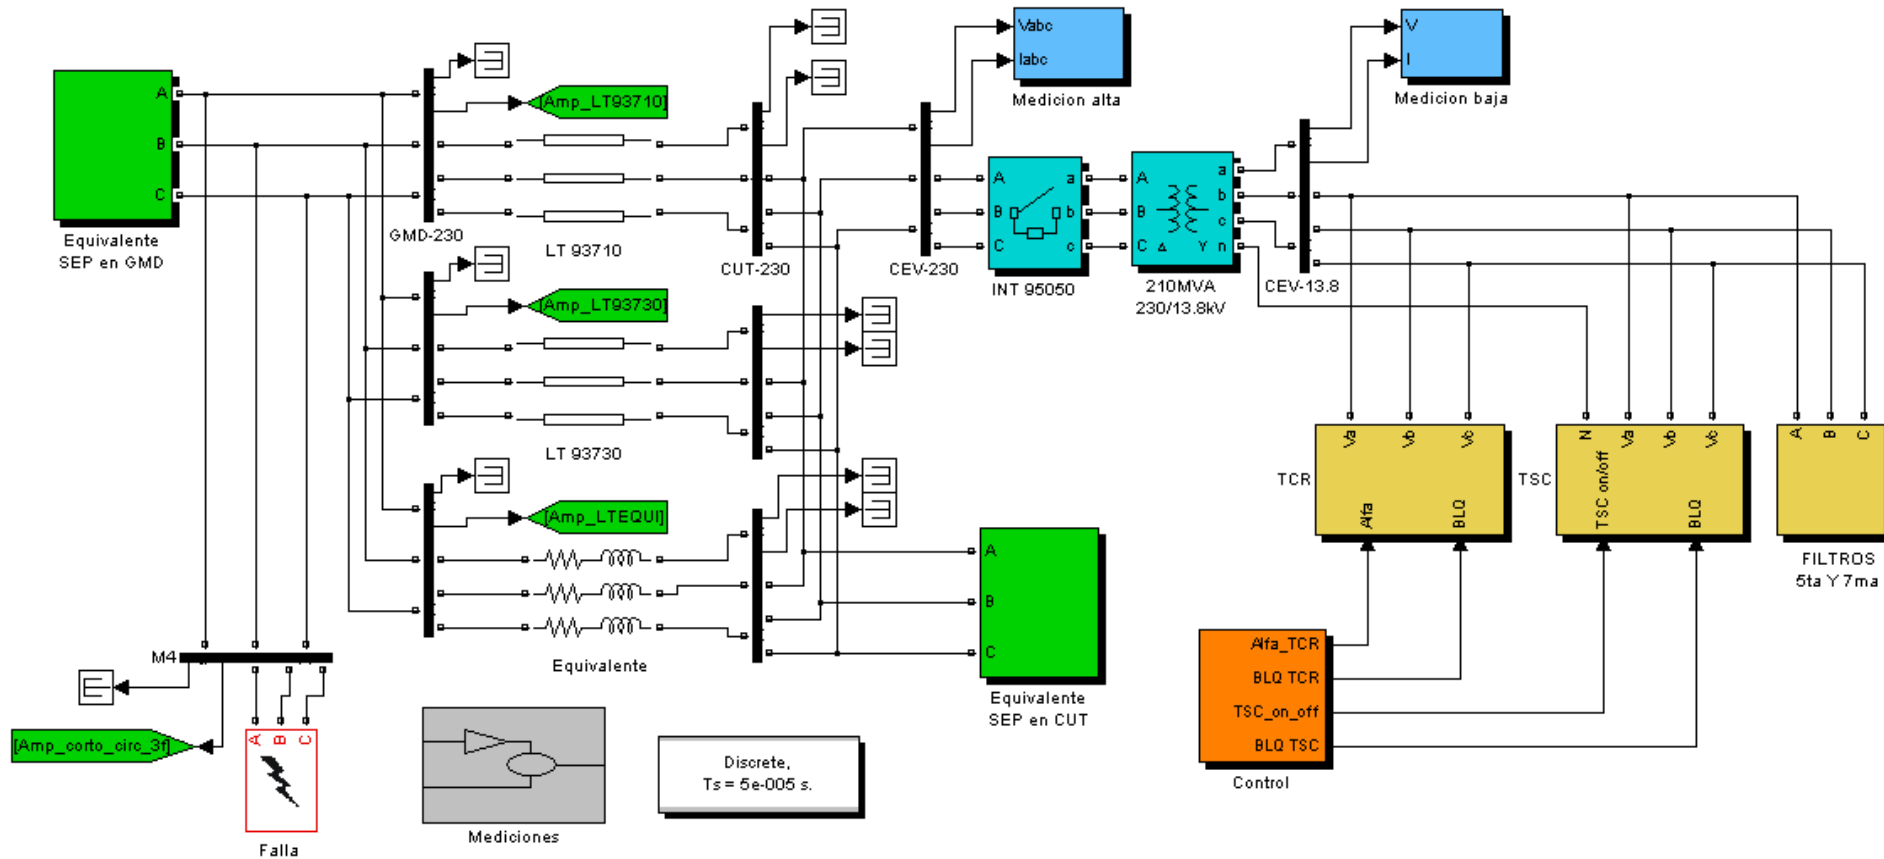 A
B
C
Equivalente
SEP en GMD
[Amp_LT93710]
GMD-230
LT 93710
CUT-230
Vabc
Iabc
Medicion alta
CEV-230
A
B
C
a
b
c
INT 95050
A
B
C
Δ
Y
a
b
c
n
210MVA
230/13.8kV
V
I
Medicion baja
CEV-13.8
[Amp_LT93730]
LT 93730
[Amp_LTEQUI]
Equivalente
A
B
C
Equivalente
SEP en CUT
TCR
Va
Vb
Vc
Alfa
BLQ
TSC
N
Va
Vb
Vc
TSC on/off
BLQ
A
B
C
FILTROS
5ta Y 7ma
Alfa_TCR
BLQ TCR
TSC_on_off
BLQ TSC
Control
M4
[Amp_corto_circ_3f]
A
B
C
Falla
Mediciones
Discrete,
Ts = 5e-005 s.